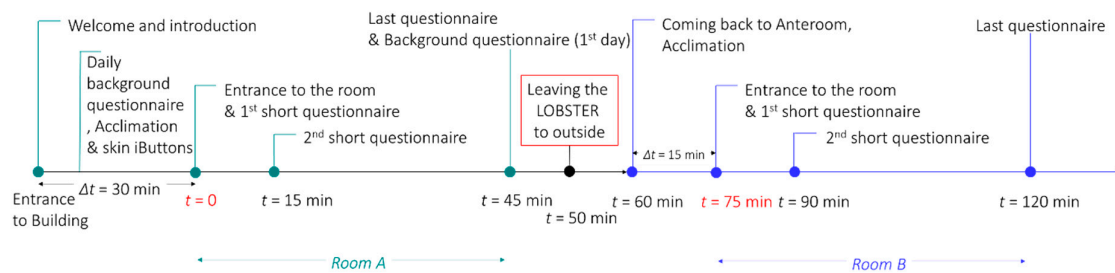 Welcome and introduction
Daily
background
questionnaire
, Acclimation
& skin iButtons
Entrance to the room
& 1st short questionnaire
2nd short questionnaire
Last questionnaire
& Background questionnaire (1st day)
Leaving the
LOBSTER
to outside
Coming back to Anteroom,
Acclimation
Entrance to the room
& 1st short questionnaire
2nd short questionnaire
Last questionnaire
Δt = 30 min
Δt = 15 min
Entrance
to Building
t = 0
t = 15 min
t = 45 min
t = 50 min
t = 60 min
t = 75 min
t = 90 min
t = 120 min
Room A
Room B